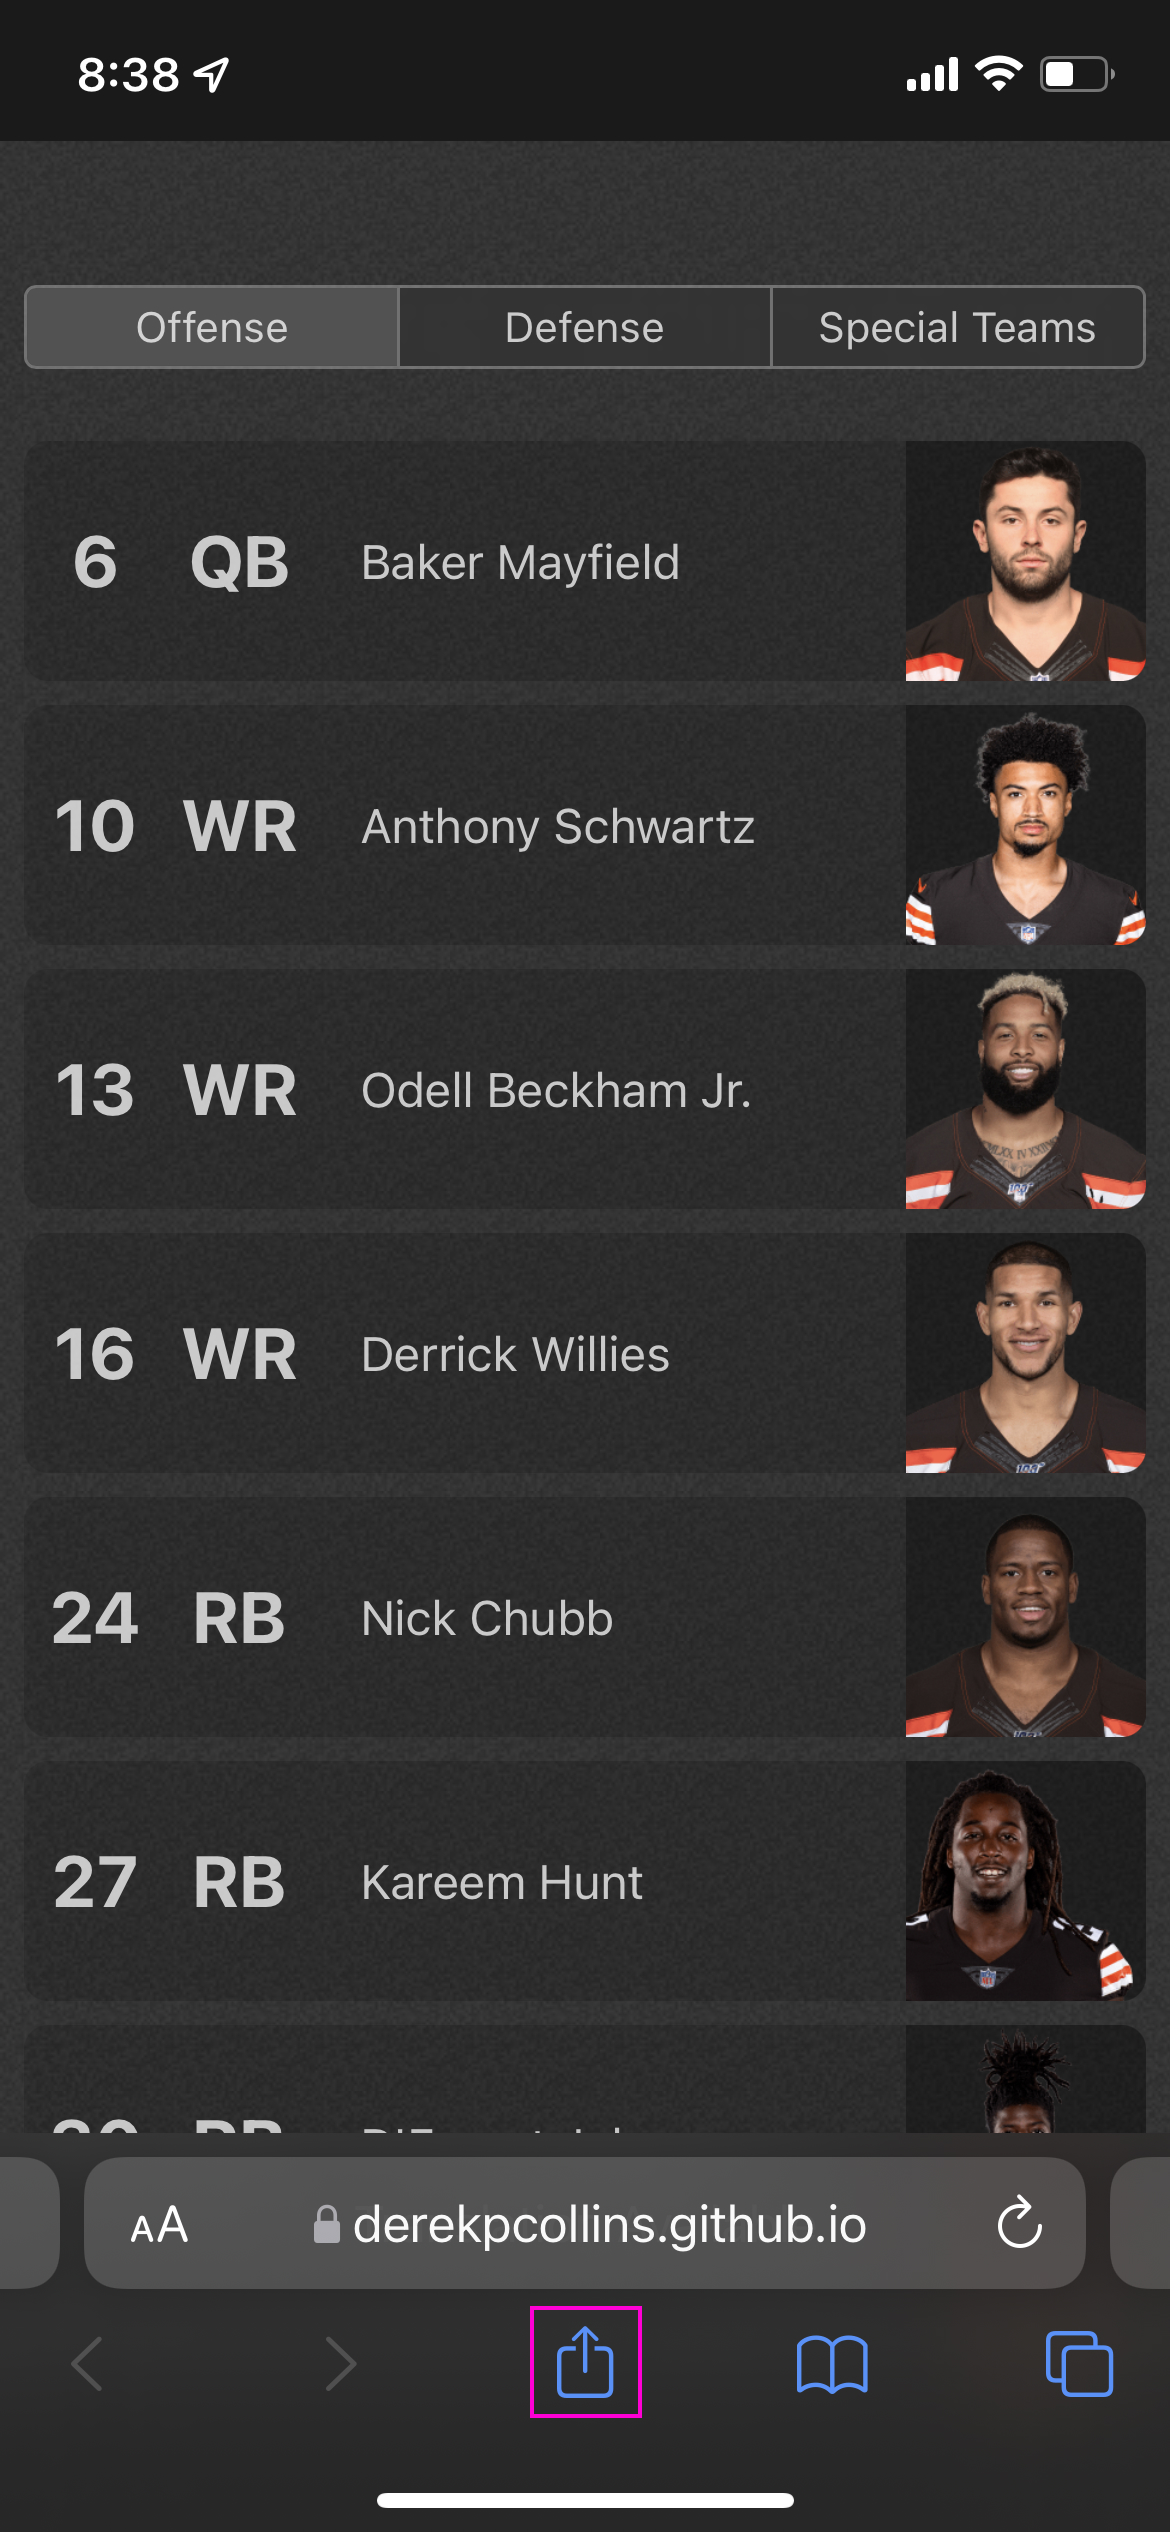 8:38
Offense Defense Special Teams
6 QB Baker Mayfield
10 WR Anthony Schwartz
13 WR Odell Beckham Jr.
16 WR Derrick Willies
24 RB Nick Chubb
27 RB Kareem Hunt
AA derekpcollins.github.io